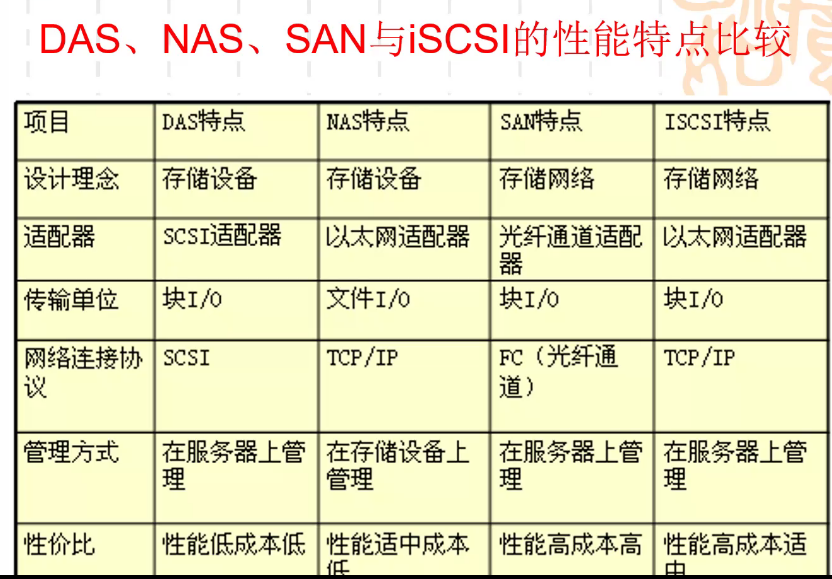 DAS、NAS、SAN与iSCSI的性能特点比较
项目 DAS特点 NAS特点 SAN特点 ISCSI特点
设计理念 存储设备 存储设备 存储网络 存储网络
适配器 SCSI适配器 以太网适配器 光纤通道适配器 以太网适配器
传输单位 块I/O 文件I/O 块I/O 块I/O
网络连接协议 SCSI TCP/IP FC（光纤通道） TCP/IP
管理方式 在服务器上管理 在存储设备上管理 在服务器上管理 在服务器上管理
性价比 性能低成本低 性能适中成本低 性能高成本高 性能高成本适中